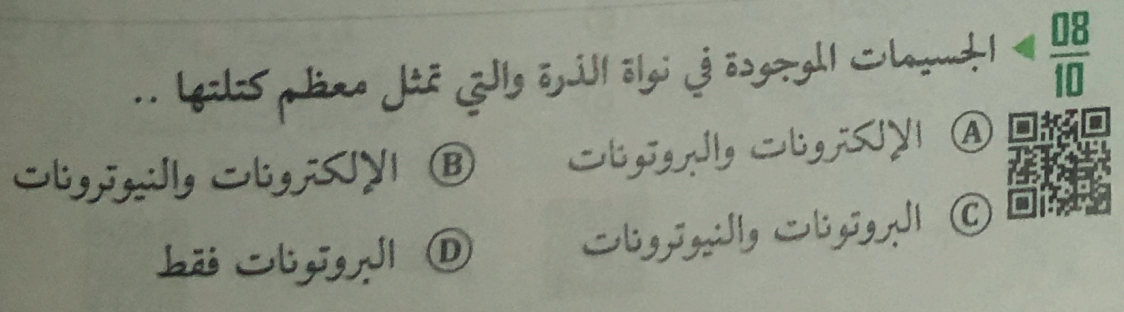 08
10
الجسيمات الموجودة في نواة الذرة والتي تمثل معظم كتلتها ..
A الإلكترونات والبروتونات
B الإلكترونات والنيوترونات
C البروتونات والنيوترونات
D البروتونات فقط